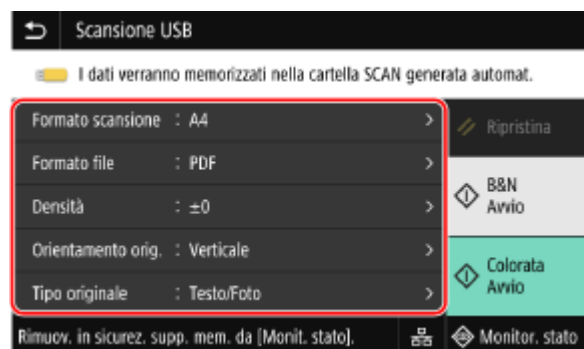 Scansione USB
I dati verranno memorizzati nella cartella SCAN generata automat.
Formato scansione : A4
Ripristina
Formato file : PDF
B&N
Avvio
Densità : ±0
Orientamento orig. : Verticale
Colorata
Avvio
Tipo originale : Testo/Foto
Rimuov. in sicurez. supp. mem. da [Monit. stato].
Monitor. stato